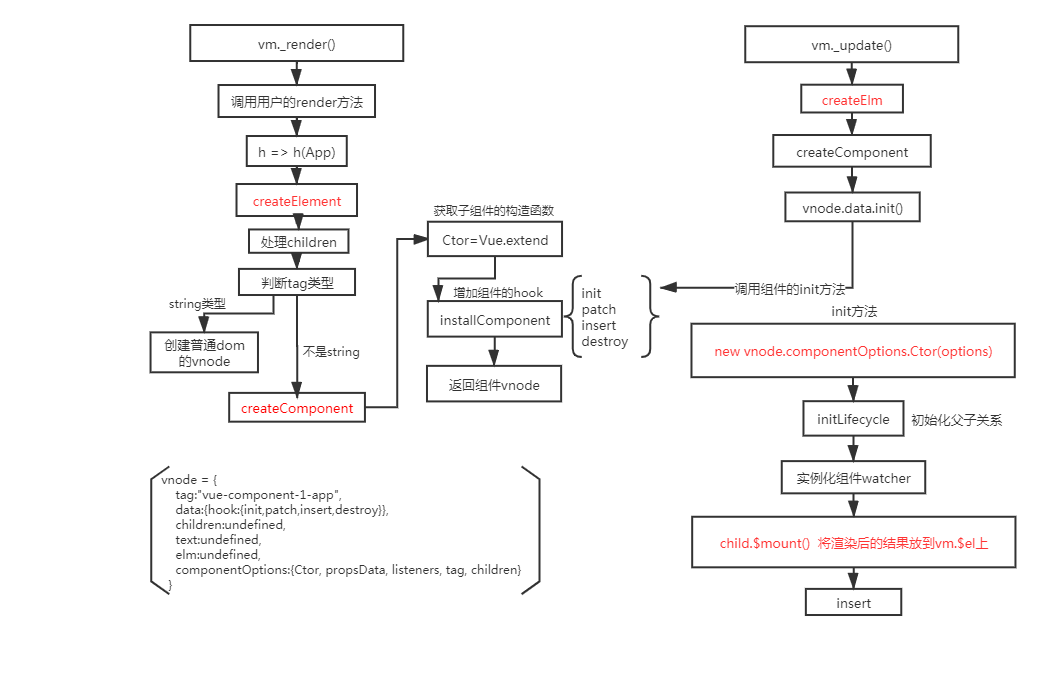 vm._render()
调用用户的render方法
h => h(App)
createElement
处理children
判断tag类型
string类型
创建普通dom
的vnode
不是string
createComponent
获取子组件的构造函数
Ctor=Vue.extend
增加组件的hook
installComponent
返回组件vnode
init
patch
insert
destroy
vm._update()
createElm
createComponent
vnode.data.init()
调用组件的init方法
init方法
new vnode.componentOptions.Ctor(options)
initLifecycle
初始化父子关系
实例化组件watcher
child.$mount() 将渲染后的结果放到vm.$el上
insert
vnode = {
tag:"vue-component-1-app",
data:{hook:{init,patch,insert,destroy}},
children:undefined,
text:undefined,
elm:undefined,
componentOptions:{Ctor, propsData, listeners, tag, children}
}